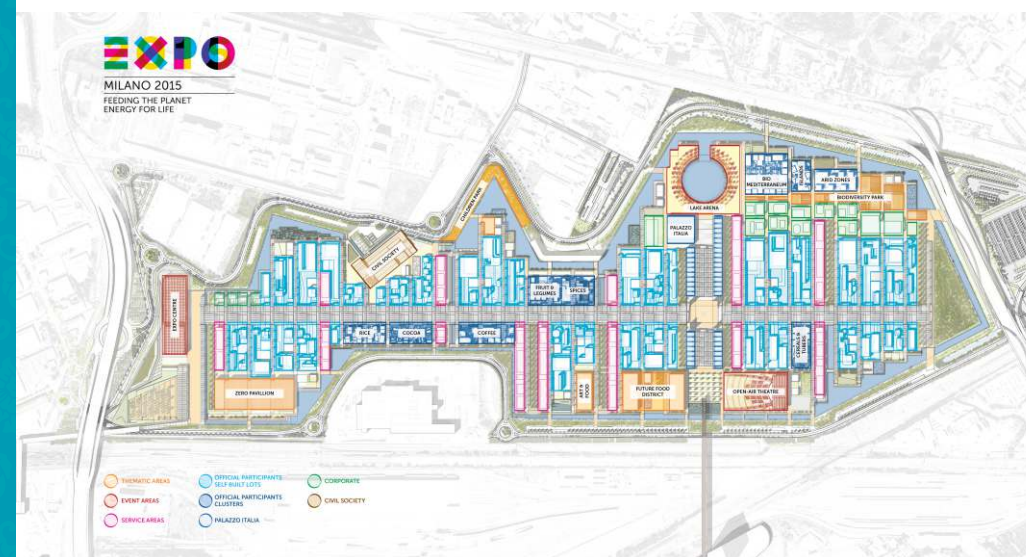 EXPO
MILANO 2015
FEEDING THE PLANET
ENERGY FOR LIFE
CHILDREN PARK
LAKE ARENA
BIO
MEDITERRANEUM
ISLANDS
ARID ZONES
BIODIVERSITY PARK
PALAZZO
ITALIA
CIVIL SOCIETY
FRUIT &
LEGUMES
SPICES
EXPO CENTRE
RICE
COCOA
COFFEE
CEREALS &
TUBERS
ZERO PAVILLION
ART &
FOOD
FUTURE FOOD
DISTRICT
OPEN-AIR THEATRE
THEMATIC AREAS
EVENT AREAS
SERVICE AREAS
OFFICIAL PARTICIPANTS
SELF BUILT LOTS
OFFICIAL PARTICIPANTS
CLUSTERS
PALAZZO ITALIA
CORPORATE
CIVIL SOCIETY